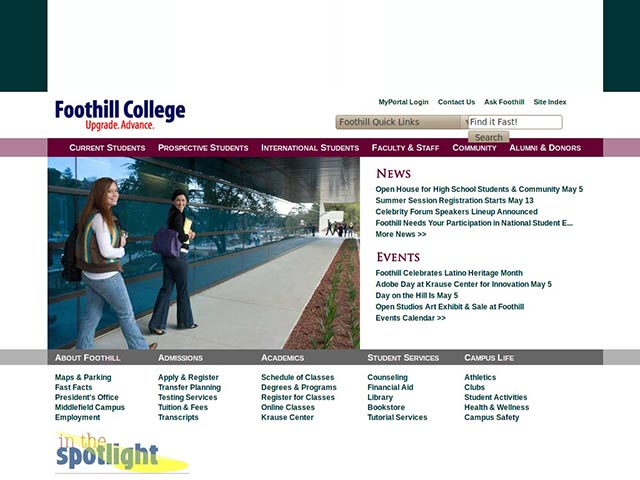 MyPortal Login Contact Us Ask Foothill Site Index
Foothill College
Upgrade. Advance.
Foothill Quick Links Find it Fast!
Search
CURRENT STUDENTS PROSPECTIVE STUDENTS INTERNATIONAL STUDENTS FACULTY & STAFF COMMUNITY ALUMNI & DONORS
NEWS
Open House for High School Students & Community May 5
Summer Session Registration Starts May 13
Celebrity Forum Speakers Lineup Announced
Foothill Needs Your Participation in National Student E...
More News >>
EVENTS
Foothill Celebrates Latino Heritage Month
Adobe Day at Krause Center for Innovation May 5
Day on the Hill Is May 5
Open Studios Art Exhibit & Sale at Foothill
Events Calendar >>
ABOUT FOOTHILL ADMISSIONS ACADEMICS STUDENT SERVICES CAMPUS LIFE
Maps & Parking Apply & Register Schedule of Classes Counseling Athletics
Fast Facts Transfer Planning Degrees & Programs Financial Aid Clubs
President's Office Testing Services Register for Classes Library Student Activities
Middlefield Campus Tuition & Fees Online Classes Bookstore Health & Wellness
Employment Transcripts Krause Center Tutorial Services Campus Safety
in the
spotlight